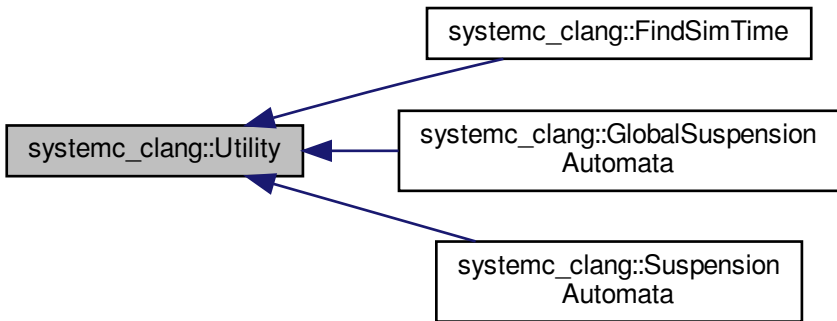 systemc_clang::FindSimTime
systemc_clang::Utility
systemc_clang::GlobalSuspension
Automata
systemc_clang::Suspension
Automata